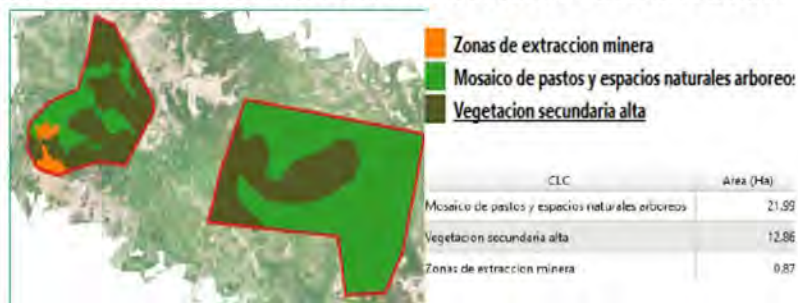 Zonas de extraccion minera
Mosaico de pastos y espacios naturales arboreos
Vegetacion secundaria alta
CLC Area (Ha)
Mosaico de pastos y espacios naturales arboreos 21.99
Vegetacion secundaria alta 12.86
Zonas de extraccion minera 0.87